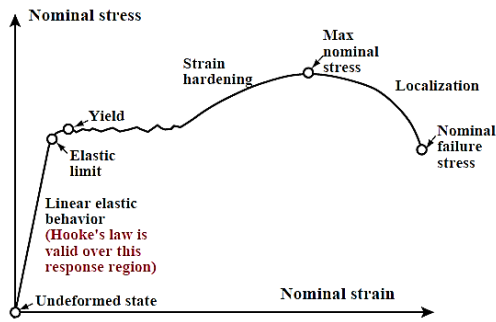 Nominal stress
Max
nominal
stress
Strain
hardening
Localization
Yield
Nominal
failure
stress
Elastic
limit
Linear elastic
behavior
(Hooke's law is
valid over this
response region)
Undeformed state
Nominal strain